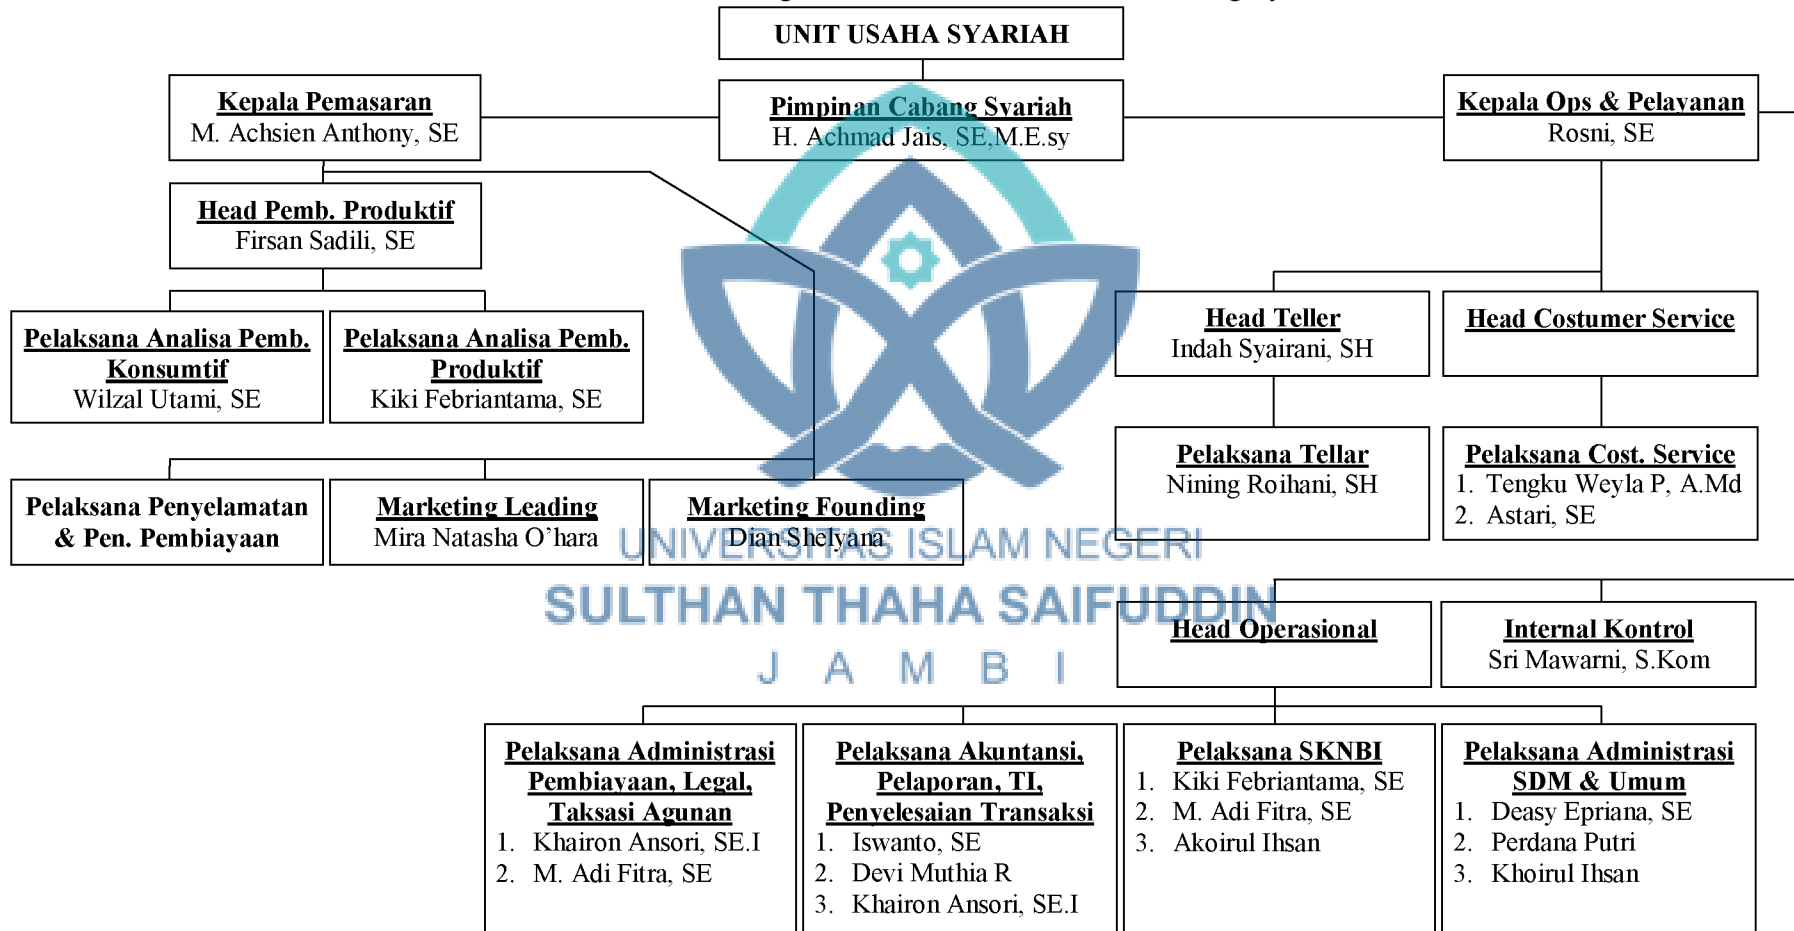 UNIT USAHA SYARIAH
Kepala Pemasaran
M. Achsien Anthony, SE
Pimpinan Cabang Syariah
H. Achmad Jais, SE,M.E.sy
Kepala Ops & Pelayanan
Rosni, SE
Head Pemb. Produktif
Firsan Sadili, SE
Pelaksana Analisa Pemb.
Konsumtif
Wilzal Utami, SE
Pelaksana Analisa Pemb.
Produktif
Kiki Febriantama, SE
Head Teller
Indah Syairani, SH
Head Costumer Service
Pelaksana Tellar
Nining Roihani, SH
Pelaksana Cost. Service
1. Tengku Weyla P, A.Md
2. Astari, SE
Pelaksana Penyelamatan
& Pen. Pembiayaan
Marketing Leading
Mira Natasha O’hara
Marketing Founding
Dian Shelyana
UNIVERSITAS ISLAM NEGERI
SULTHAN THAHA SAIFUDDIN
J A M B I
Head Operasional
Internal Kontrol
Sri Mawarni, S.Kom
Pelaksana Administrasi
Pembiayaan, Legal,
Taksasi Agunan
1. Khairon Ansori, SE.I
2. M. Adi Fitra, SE
Pelaksana Akuntansi,
Pelaporan, TI,
Penyelesaian Transaksi
1. Iswanto, SE
2. Devi Muthia R
3. Khairon Ansori, SE.I
Pelaksana SKNBI
1. Kiki Febriantama, SE
2. M. Adi Fitra, SE
3. Akoirul Ihsan
Pelaksana Administrasi
SDM & Umum
1. Deasy Epriana, SE
2. Perdana Putri
3. Khoirul Ihsan